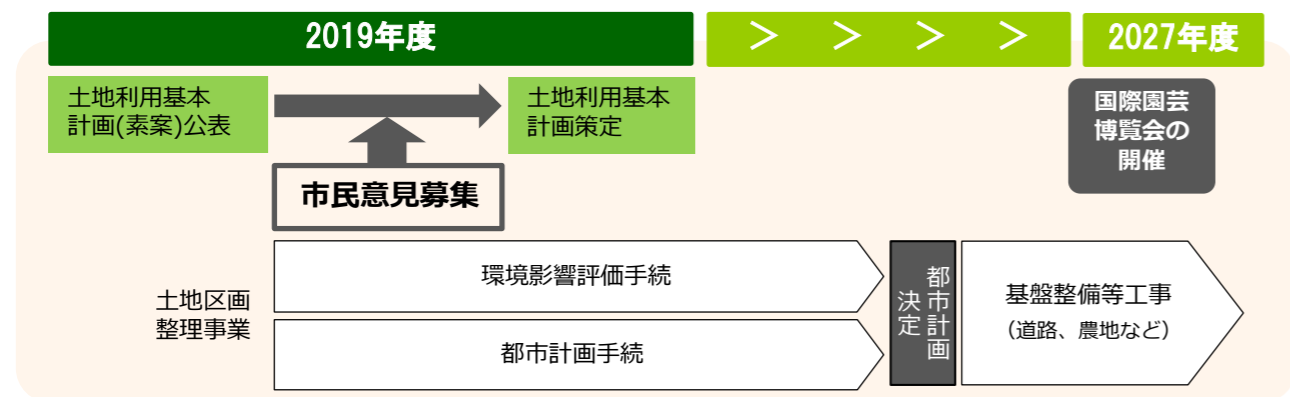 2019年度
＞ ＞ ＞ ＞
2027年度
土地利用基本
計画(素案)公表
土地利用基本
計画策定
国際園芸
博覧会の
開催
市民意見募集
土地区画
整理事業
環境影響評価手続
都市計画手続
都市計画
決定
基盤整備等工事
（道路、農地など）